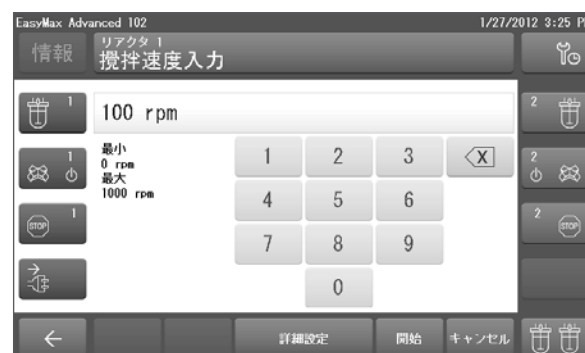 EasyMax Advanced 102
1/27/2012 3:25 P
情報
リアクタ 1
攪拌速度入力
1
100 rpm
2
最小
0 rpm
最大
1000 rpm
1 2 3 X
1
2
4 5 6
1
STOP
2
STOP
7 8 9
0
詳細設定 開始 キャンセル